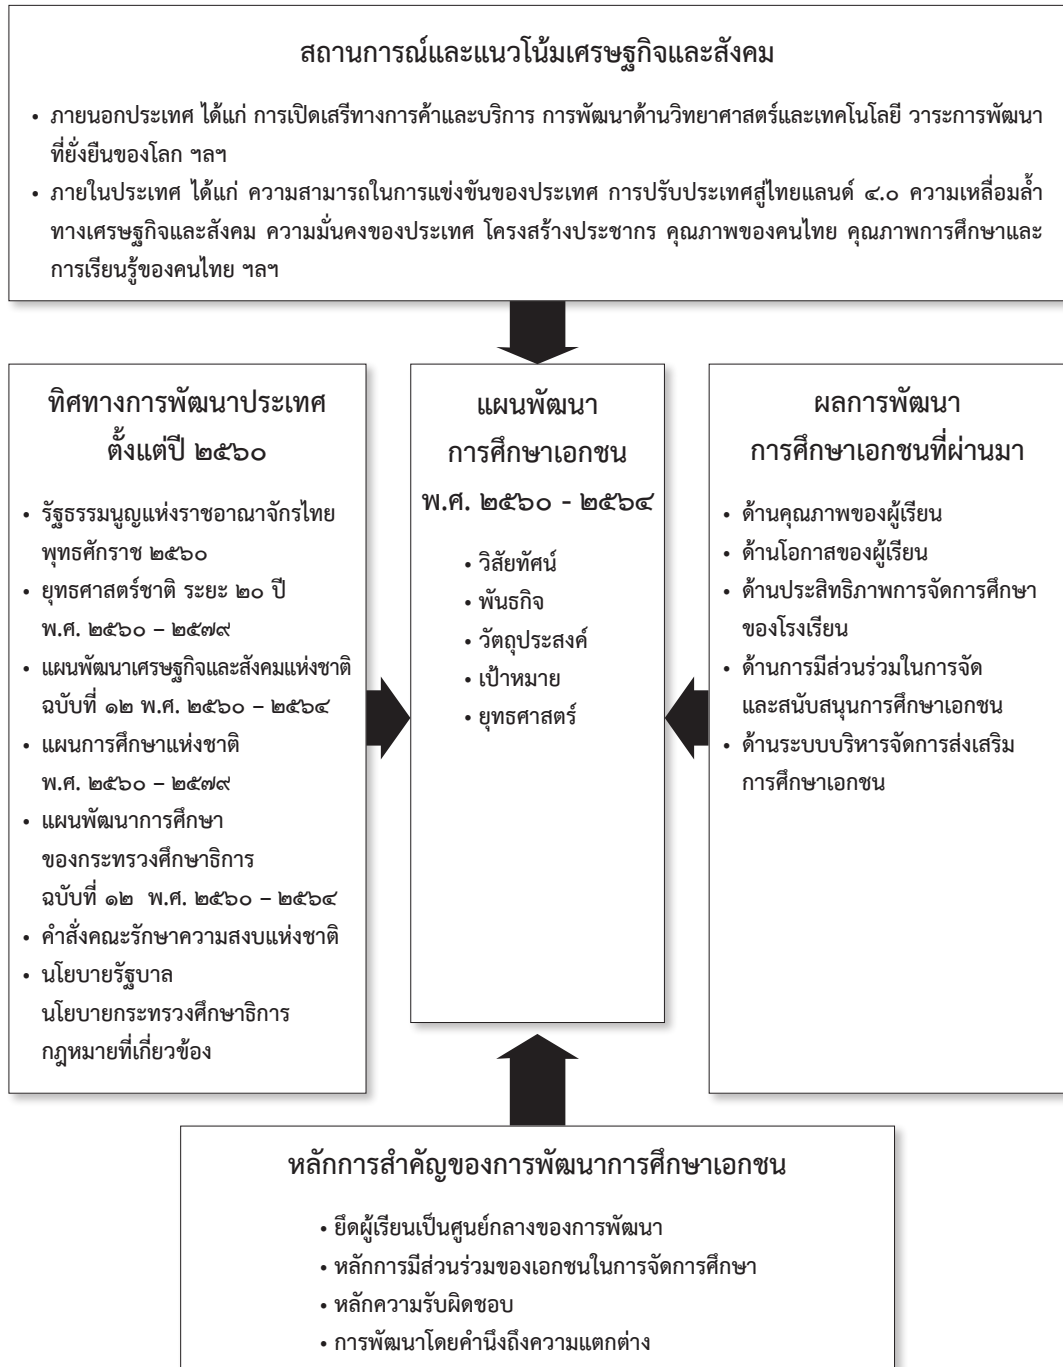 สถานการณ์และแนวโน้มเศรษฐกิจและสังคม
• ภายนอกประเทศ ได้แก่ การเปิดเสรีทางการค้าและบริการ การพัฒนาด้านวิทยาศาสตร์และเทคโนโลยี วาระการพัฒนา
ที่ยั่งยืนของโลก ฯลฯ
• ภายในประเทศ ได้แก่ ความสามารถในการแข่งขันของประเทศ การปรับประเทศสู่ไทยแลนด์ ๔.๐ ความเหลื่อมล้ำ
ทางเศรษฐกิจและสังคม ความมั่นคงของประเทศ โครงสร้างประชากร คุณภาพของคนไทย คุณภาพการศึกษาและ
การเรียนรู้ของคนไทย ฯลฯ
ทิศทางการพัฒนาประเทศ
ตั้งแต่ปี ๒๕๖๐
• รัฐธรรมนูญแห่งราชอาณาจักรไทย
พุทธศักราช ๒๕๖๐
• ยุทธศาสตร์ชาติ ระยะ ๒๐ ปี
พ.ศ. ๒๕๖๐ – ๒๕๗๙
• แผนพัฒนาเศรษฐกิจและสังคมแห่งชาติ
ฉบับที่ ๑๒ พ.ศ. ๒๕๖๐ – ๒๕๖๔
• แผนการศึกษาแห่งชาติ
พ.ศ. ๒๕๖๐ – ๒๕๗๙
• แผนพัฒนาการศึกษา
ของกระทรวงศึกษาธิการ
ฉบับที่ ๑๒ พ.ศ. ๒๕๖๐ – ๒๕๖๔
• คำสั่งคณะรักษาความสงบแห่งชาติ
• นโยบายรัฐบาล
นโยบายกระทรวงศึกษาธิการ
กฎหมายที่เกี่ยวข้อง
แผนพัฒนา
การศึกษาเอกชน
พ.ศ. ๒๕๖๐ - ๒๕๖๔
• วิสัยทัศน์
• พันธกิจ
• วัตถุประสงค์
• เป้าหมาย
• ยุทธศาสตร์
ผลการพัฒนา
การศึกษาเอกชนที่ผ่านมา
• ด้านคุณภาพของผู้เรียน
• ด้านโอกาสของผู้เรียน
• ด้านประสิทธิภาพการจัดการศึกษา
ของโรงเรียน
• ด้านการมีส่วนร่วมในการจัด
และสนับสนุนการศึกษาเอกชน
• ด้านระบบบริหารจัดการส่งเสริม
การศึกษาเอกชน
หลักการสำคัญของการพัฒนาการศึกษาเอกชน
• ยึดผู้เรียนเป็นศูนย์กลางของการพัฒนา
• หลักการมีส่วนร่วมของเอกชนในการจัดการศึกษา
• หลักความรับผิดชอบ
• การพัฒนาโดยคำนึงถึงความแตกต่าง